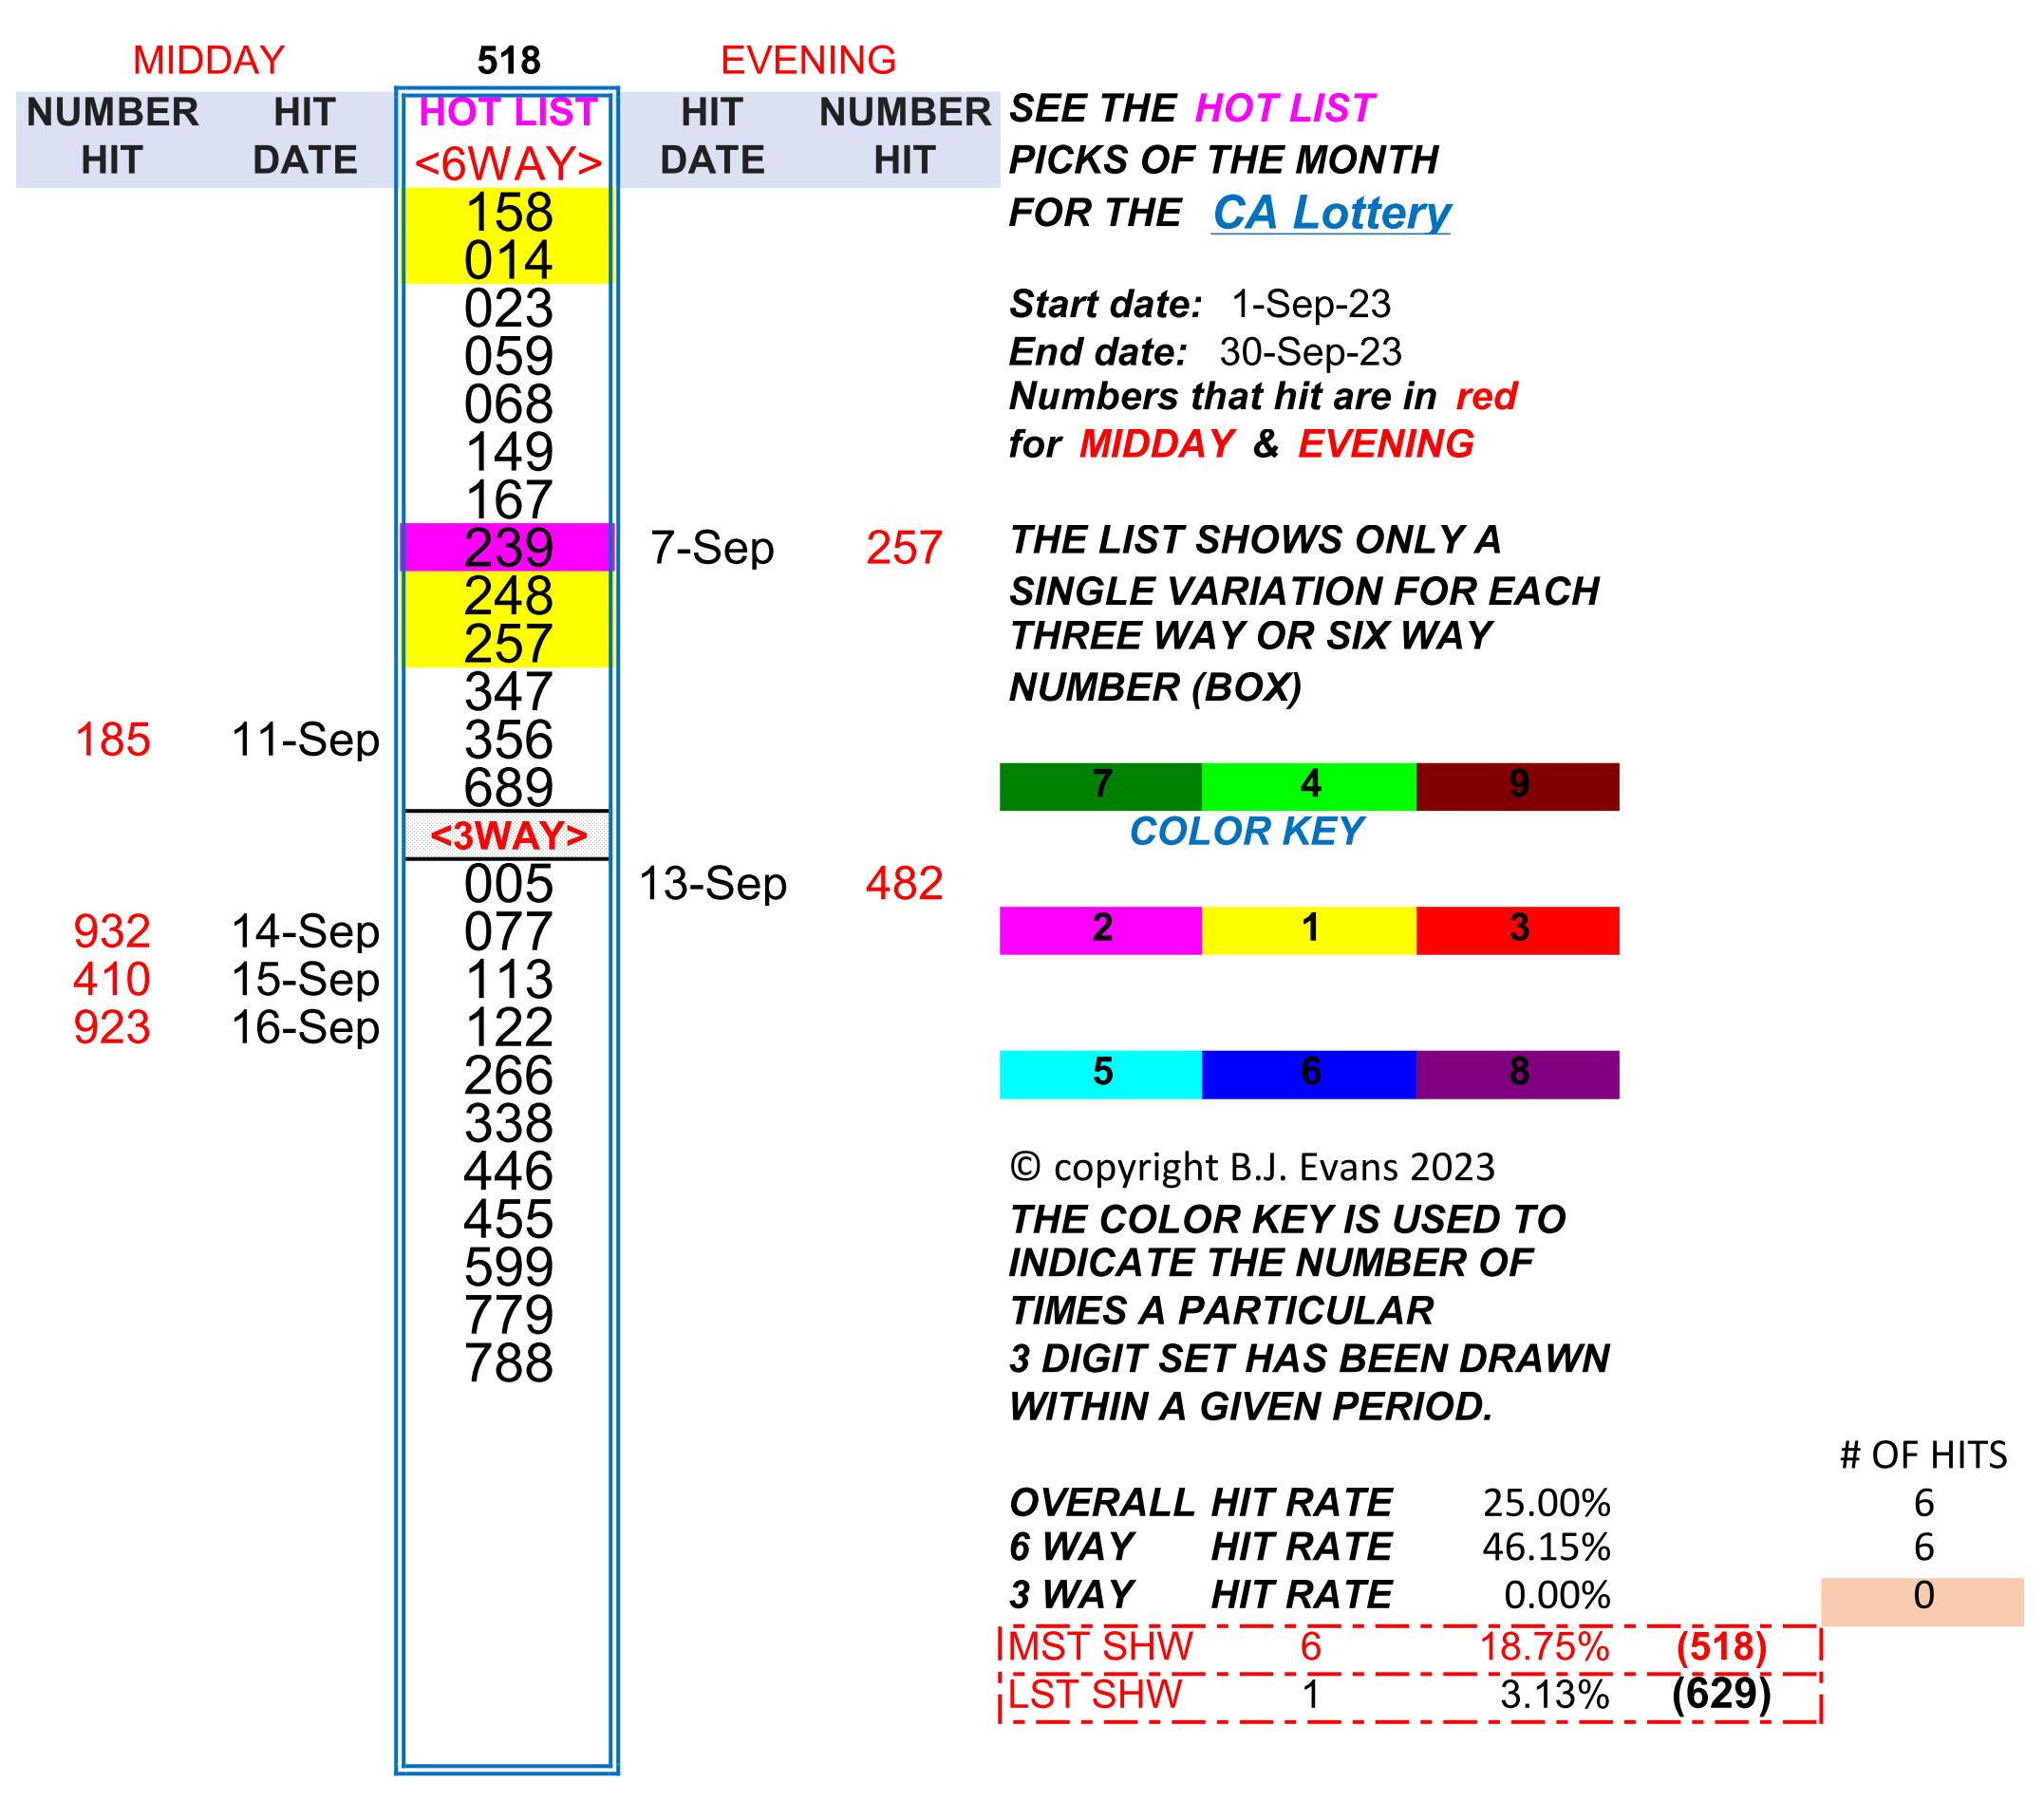 MIDDAY 518 EVENING
NUMBER HIT HOT LIST HIT NUMBER
HIT DATE <6WAY> DATE HIT
158
014
023
059
068
149
167
239 7-Sep 257
248
257
347
185 11-Sep 356
689
<3WAY>
005 13-Sep 482
932 14-Sep 077
410 15-Sep 113
923 16-Sep 122
266
338
446
455
599
779
788
SEE THE HOT LIST
PICKS OF THE MONTH
FOR THE CA Lottery
Start date: 1-Sep-23
End date: 30-Sep-23
Numbers that hit are in red
for MIDDAY & EVENING
THE LIST SHOWS ONLY A
SINGLE VARIATION FOR EACH
THREE WAY OR SIX WAY
NUMBER (BOX)
7 4 9
COLOR KEY
2 1 3
5 6 8
© copyright B.J. Evans 2023
THE COLOR KEY IS USED TO
INDICATE THE NUMBER OF
TIMES A PARTICULAR
3 DIGIT SET HAS BEEN DRAWN
WITHIN A GIVEN PERIOD.
# OF HITS
OVERALL HIT RATE 25.00% 6
6 WAY HIT RATE 46.15% 6
3 WAY HIT RATE 0.00% 0
MST SHW 6 18.75% (518)
LST SHW 1 3.13% (629)